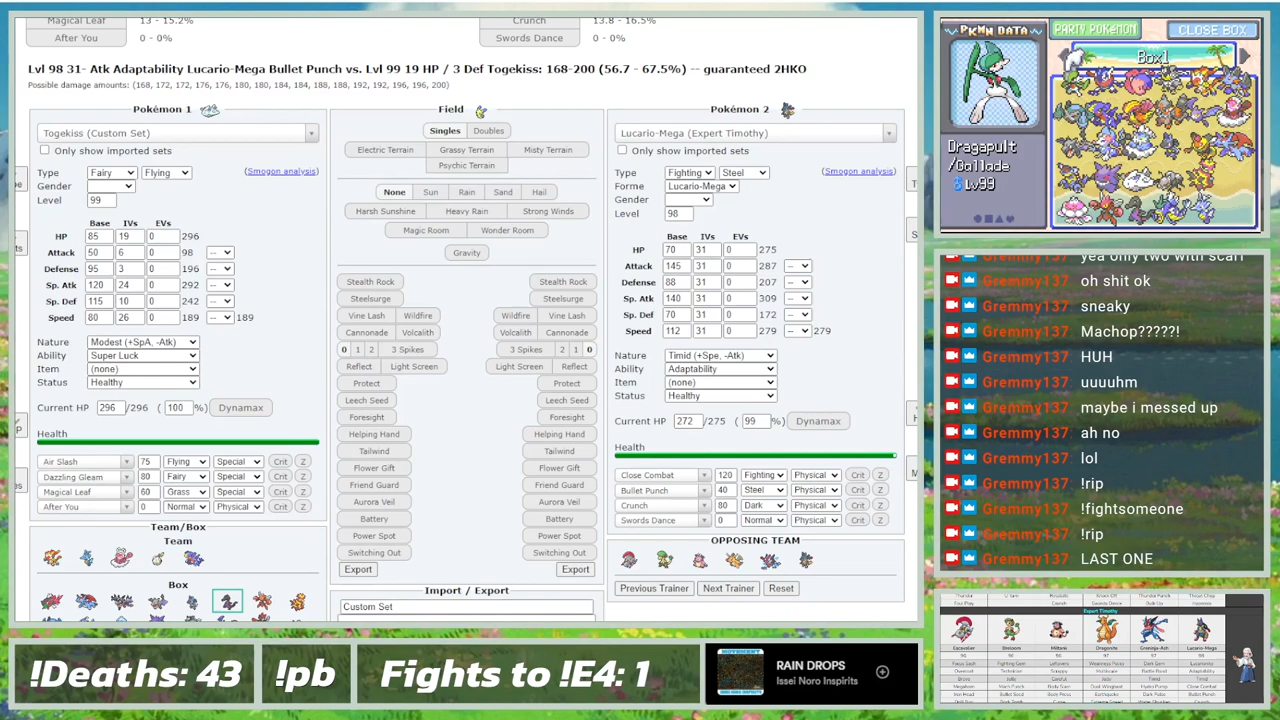 Magical Leaf 13 - 15.2%
After You 0 - 0%
Crunch 13.8 - 16.5%
Swords Dance 0 - 0%
Lvl 98 31- Atk Adaptability Lucario-Mega Bullet Punch vs. Lvl 99 19 HP / 3 Def Togekiss: 168-200 (56.7 - 67.5%) -- guaranteed 2HKO
Possible damage amounts: (168, 172, 172, 172, 176, 180, 180, 184, 184, 188, 188, 192, 192, 196, 196, 200)
Pokémon 1
Togekiss (Custom Set)
Only show imported sets
Type Fairy Flying (Smogon analysis)
Gender
Level 99
Base IVs EVs
HP 85 19 0 296
Attack 50 6 0 98 --
Defense 95 3 0 196 --
Sp. Atk 120 24 0 292 --
Sp. Def 115 10 0 242 --
Speed 80 26 0 189 -- 189
Nature Modest (+SpA, -Atk)
Ability Super Luck
Item (none)
Status Healthy
Current HP 296 /296 ( 100 %) Dynamax
Health
Air Slash 75 Flying Special Crit Z
Dazzling Gleam 80 Fairy Special Crit Z
Magical Leaf 60 Grass Special Crit Z
After You 0 Normal Physical Crit Z
Team/Box
Team
Box
Field
Singles Doubles
Electric Terrain Grassy Terrain Misty Terrain
Psychic Terrain
None Sun Rain Sand Hail
Harsh Sunshine Heavy Rain Strong Winds
Magic Room Wonder Room
Gravity
Stealth Rock Stealth Rock
Steelsurge Steelsurge
Vine Lash Wildfire Wildfire Vine Lash
Cannonade Volcalith Volcalith Cannonade
0 1 2 3 Spikes 3 Spikes 2 1 0
Reflect Light Screen Light Screen Reflect
Protect Protect
Leech Seed Leech Seed
Foresight Foresight
Helping Hand Helping Hand
Tailwind Tailwind
Flower Gift Flower Gift
Friend Guard Friend Guard
Aurora Veil Aurora Veil
Battery Battery
Power Spot Power Spot
Switching Out Switching Out
Export Export
Import / Export
Custom Set
Pokémon 2
Lucario-Mega (Expert Timothy)
Only show imported sets
Type Fighting Steel (Smogon analysis)
Forme Lucario-Mega
Gender
Level 98
Base IVs EVs
HP 70 31 0 275
Attack 145 31 0 287 --
Defense 88 31 0 207 --
Sp. Atk 140 31 0 309 --
Sp. Def 70 31 0 172 --
Speed 112 31 0 279 -- 279
Nature Timid (+Spe, -Atk)
Ability Adaptability
Item (none)
Status Healthy
Current HP 272 /275 ( 99 %) Dynamax
Health
Close Combat 120 Fighting Physical Crit Z
Bullet Punch 40 Steel Physical Crit Z
Crunch 80 Dark Physical Crit Z
Swords Dance 0 Normal Physical Crit Z
OPPOSING TEAM
Previous Trainer Next Trainer Reset
PKMN DATA PARTY POKéMON CLOSE BOX
Box1
Dragapult
/Gallade
Lv99
Gremmy137 yea only two with scarf
Gremmy137 oh shit ok
Gremmy137 sneaky
Gremmy137 Machop?????!
Gremmy137 HUH
Gremmy137 uuuuhm
Gremmy137 maybe i messed up
Gremmy137 ah no
Gremmy137 lol
Gremmy137 !rip
Gremmy137 !fightsomeone
Gremmy137 !rip
Gremmy137 LAST ONE
Expert Timothy
Escavalier Breloom Miltank Dragonite Greninja-Ash Lucario-Mega
!Deaths: 43 !pb
RAIN DROPS
Issei Noro Inspirits